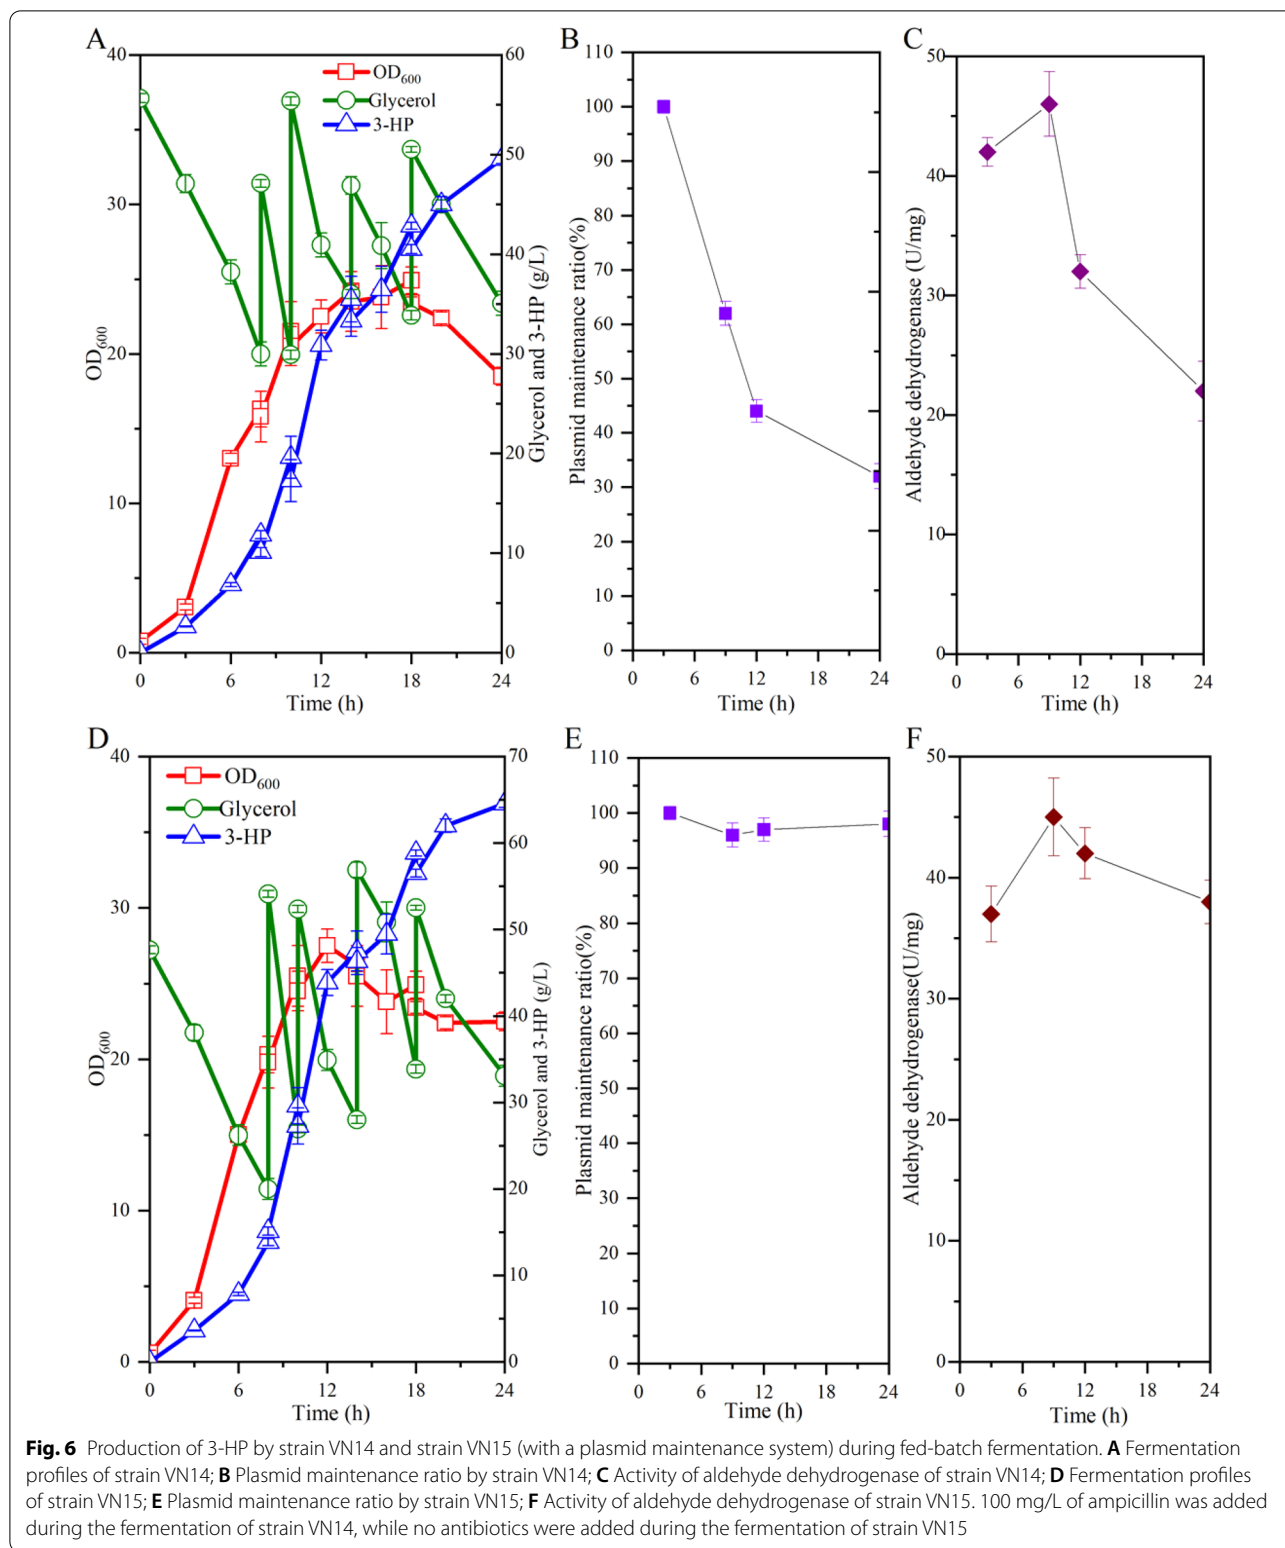 A
B
C
40
30
20
10
0
OD600
60
50
40
30
20
10
0
Glycerol and 3-HP (g/L)
OD600
Glycerol
3-HP
0 6 12 18 24
Time (h)
110
100
90
80
70
60
50
40
30
20
10
0
Plasmid maintenance ratio(%)
0 6 12 18 24
Time (h)
50
40
30
20
10
0
Aldehyde dehydrogenase (U/mg)
0 6 12 18 24
Time (h)
D
E
F
40
30
20
10
0
OD600
70
60
50
40
30
20
10
0
Glycerol and 3-HP (g/L)
OD600
Glycerol
3-HP
0 6 12 18 24
Time (h)
110
100
90
80
70
60
50
40
30
20
10
0
Plasmid maintenance ratio(%)
0 6 12 18 24
Time (h)
50
40
30
20
10
0
Aldehyde dehydrogenase(U/mg)
0 6 12 18 24
Time (h)
Fig. 6 Production of 3-HP by strain VN14 and strain VN15 (with a plasmid maintenance system) during fed-batch fermentation. A Fermentation
profiles of strain VN14; B Plasmid maintenance ratio by strain VN14; C Activity of aldehyde dehydrogenase of strain VN14; D Fermentation profiles
of strain VN15; E Plasmid maintenance ratio by strain VN15; F Activity of aldehyde dehydrogenase of strain VN15. 100 mg/L of ampicillin was added
during the fermentation of strain VN14, while no antibiotics were added during the fermentation of strain VN15